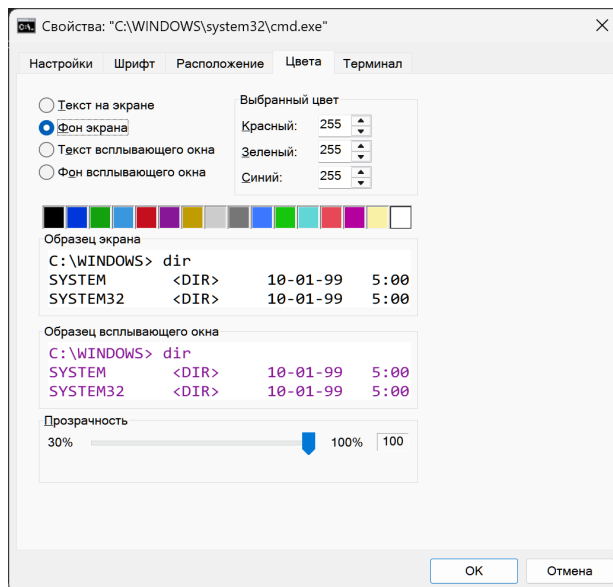 Свойства: "C:\WINDOWS\system32\cmd.exe"
Настройки Шрифт Расположение Цвета Терминал
Текст на экране
Фон экрана
Текст всплывающего окна
Фон всплывающего окна
Выбранный цвет
Красный: 255
Зеленый: 255
Синий: 255
Образец экрана
C:\WINDOWS> dir
SYSTEM <DIR> 10-01-99 5:00
SYSTEM32 <DIR> 10-01-99 5:00
Образец всплывающего окна
C:\WINDOWS> dir
SYSTEM <DIR> 10-01-99 5:00
SYSTEM32 <DIR> 10-01-99 5:00
Прозрачность
30% 100% 100
OK Отмена